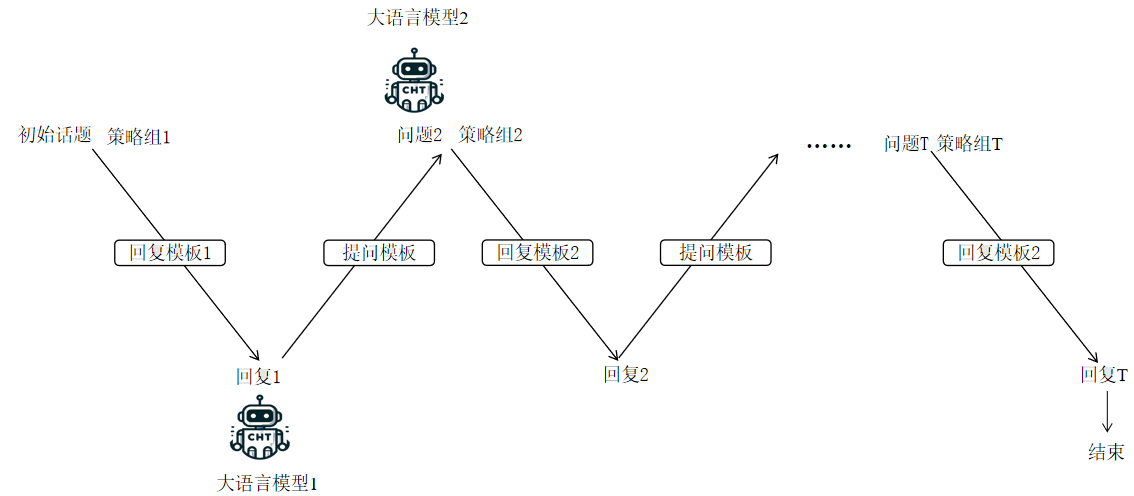 大语言模型2
CHT
初始话题 策略组1
问题2 策略组2
…… 问题T 策略组T
回复模板1
提问模板
回复模板2
提问模板
回复模板2
回复1
回复2
回复T
CHT
结束
大语言模型1